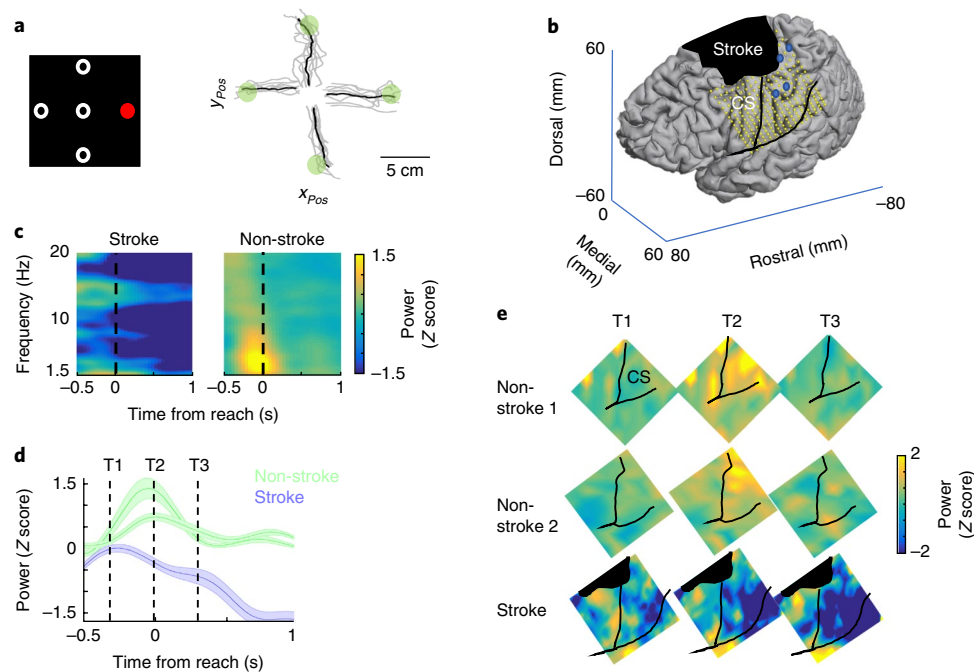 a
y Pos
x Pos
5 cm
b
60
Dorsal (mm)
–60
0
Medial
(mm)
60
80
Rostral (mm)
–80
Stroke
CS
c
Stroke
Non-stroke
20
10
1.5
Frequency (Hz)
–0.5
0
1
–0.5
0
1
Time from reach (s)
1.5
–1.5
Power
(Z score)
d
T1
T2
T3
Non-stroke
Stroke
1.5
0
–1.5
Power (Z score)
–0.5
0
1
Time from reach (s)
e
T1
T2
T3
Non-
stroke 1
CS
Non-
stroke 2
Stroke
2
–2
Power
(Z score)